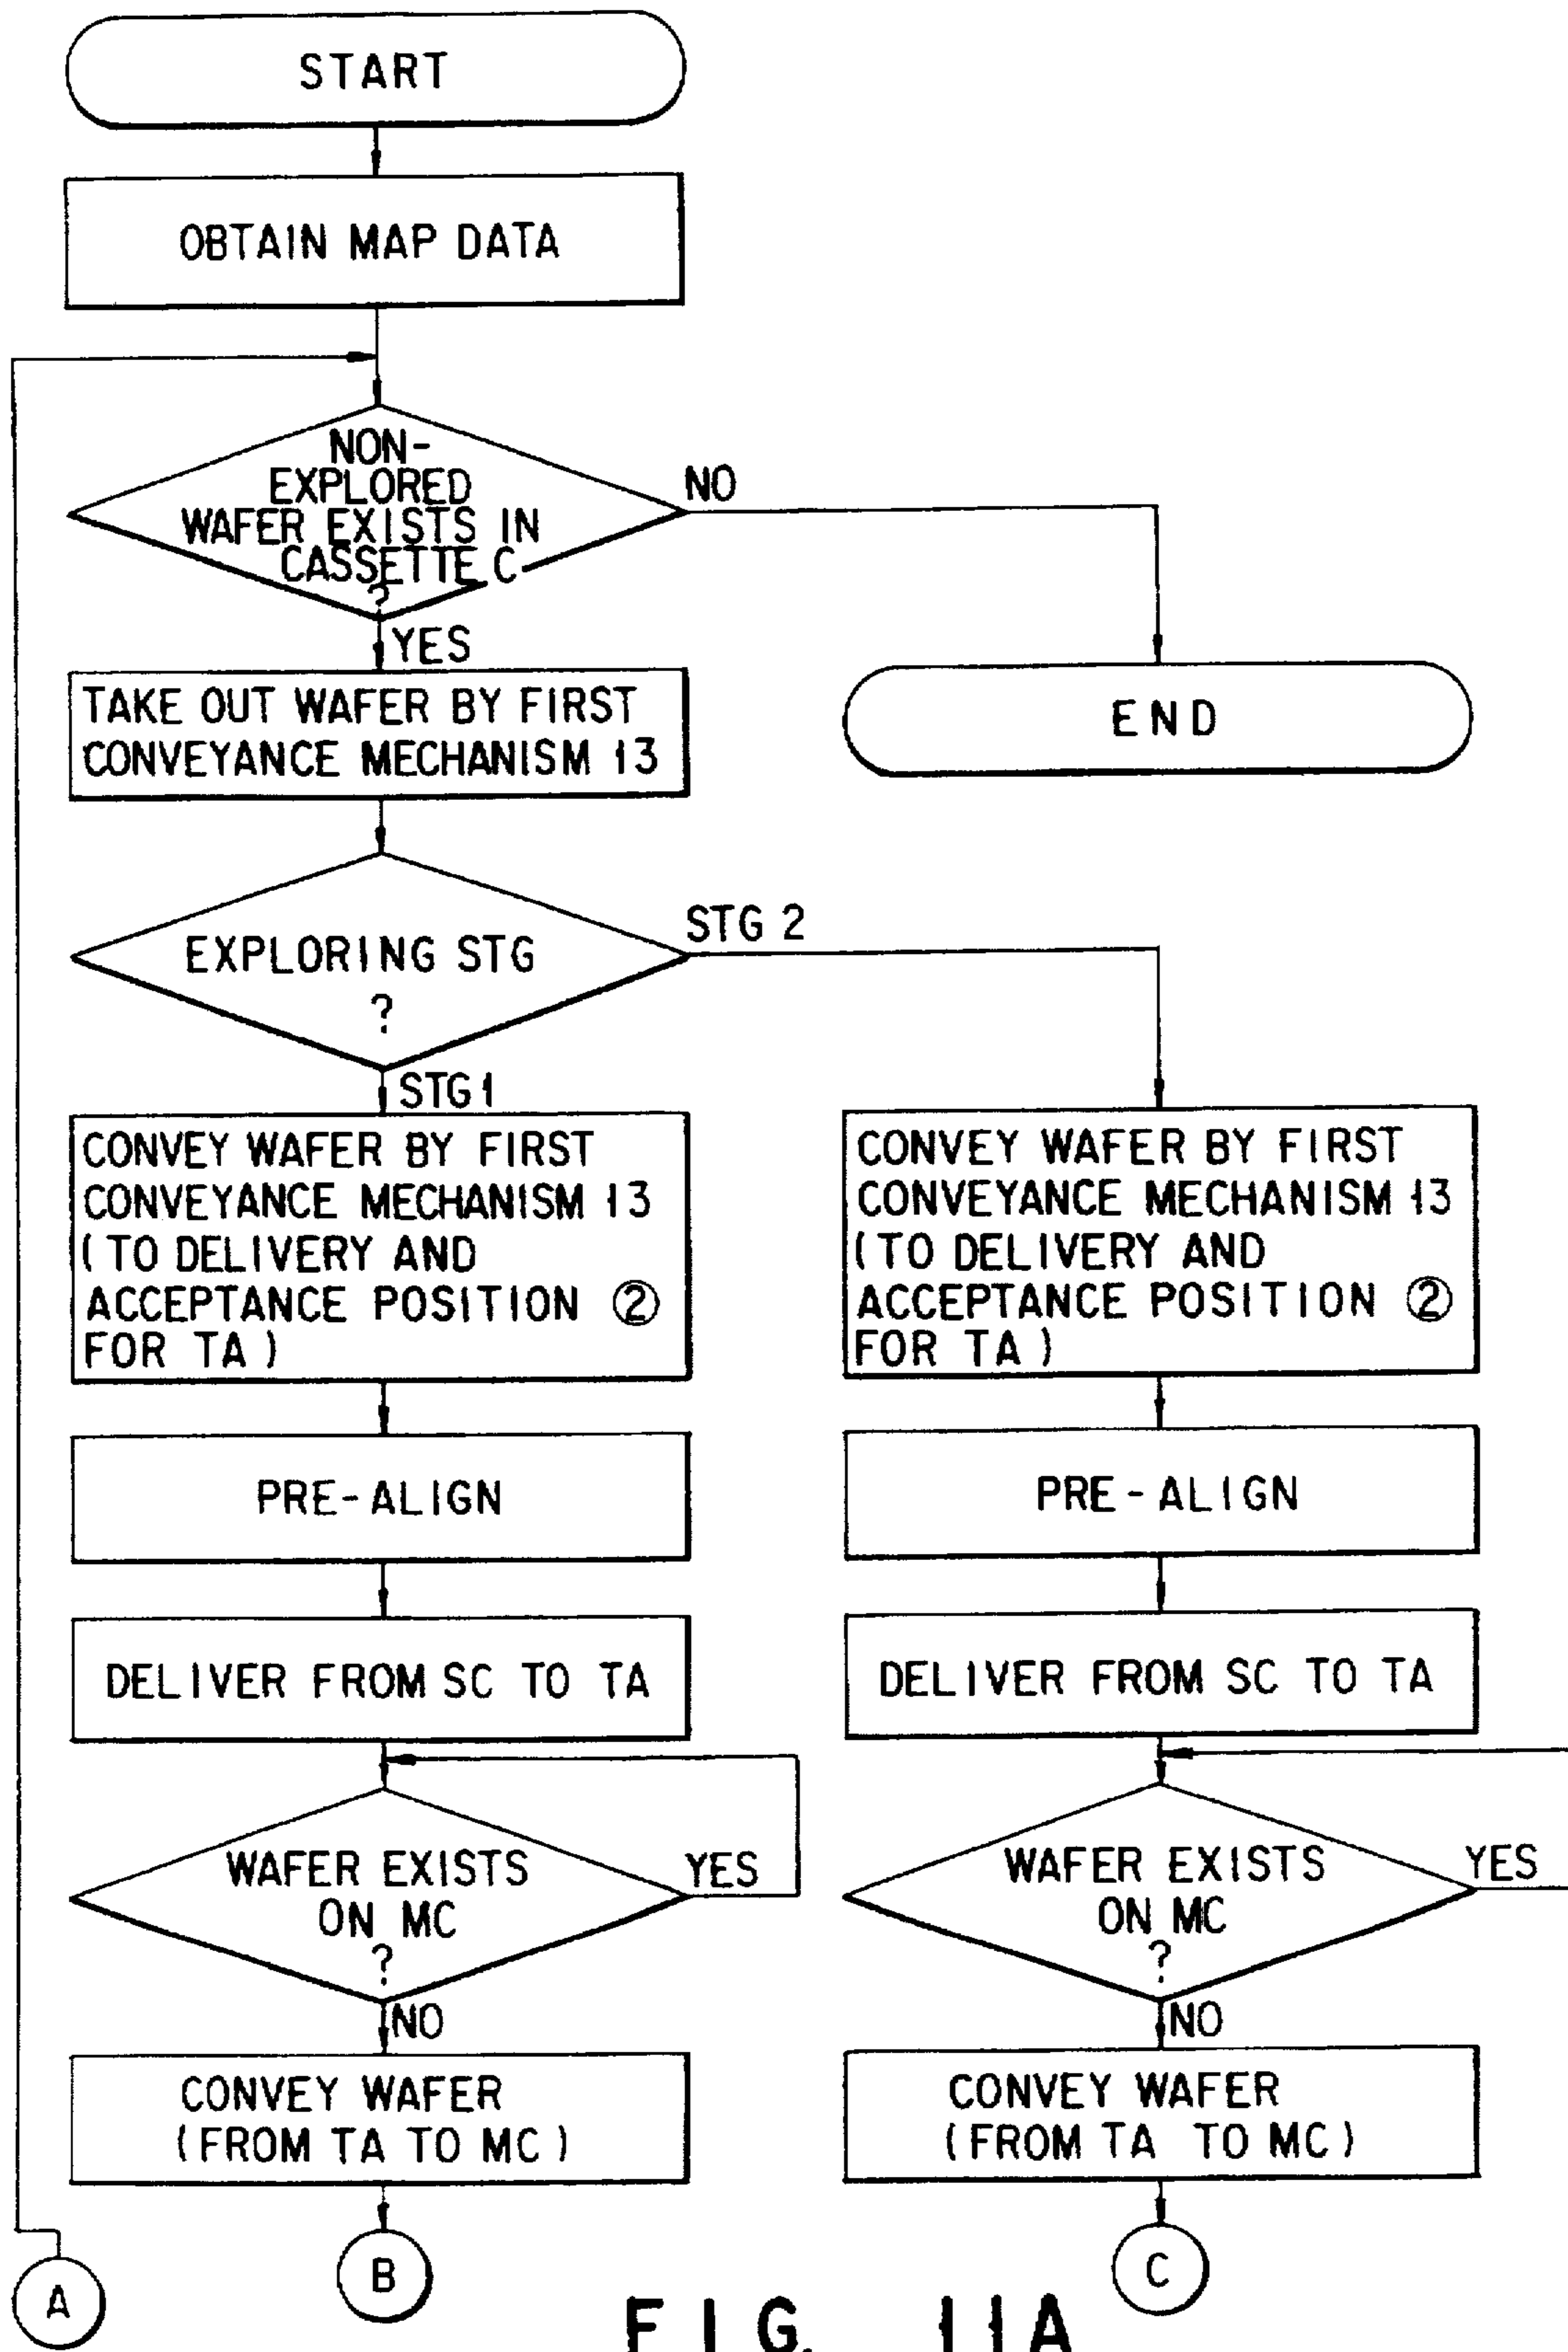 START
OBTAIN MAP DATA
NON-
EXPLORED
WAFER EXISTS IN
CASSETTE C
?
NO
YES
TAKE OUT WAFER BY FIRST
CONVEYANCE MECHANISM 13
END
EXPLORING STG
?
STG 2
STG 1
CONVEY WAFER BY FIRST
CONVEYANCE MECHANISM 13
(TO DELIVERY AND
ACCEPTANCE POSITION ②
FOR TA)
CONVEY WAFER BY FIRST
CONVEYANCE MECHANISM 13
(TO DELIVERY AND
ACCEPTANCE POSITION ②
FOR TA)
PRE-ALIGN
PRE-ALIGN
DELIVER FROM SC TO TA
DELIVER FROM SC TO TA
WAFER EXISTS
ON MC
?
YES
NO
WAFER EXISTS
ON MC
?
YES
NO
CONVEY WAFER
(FROM TA TO MC)
CONVEY WAFER
(FROM TA TO MC)
A
B
C
FIG. 11A